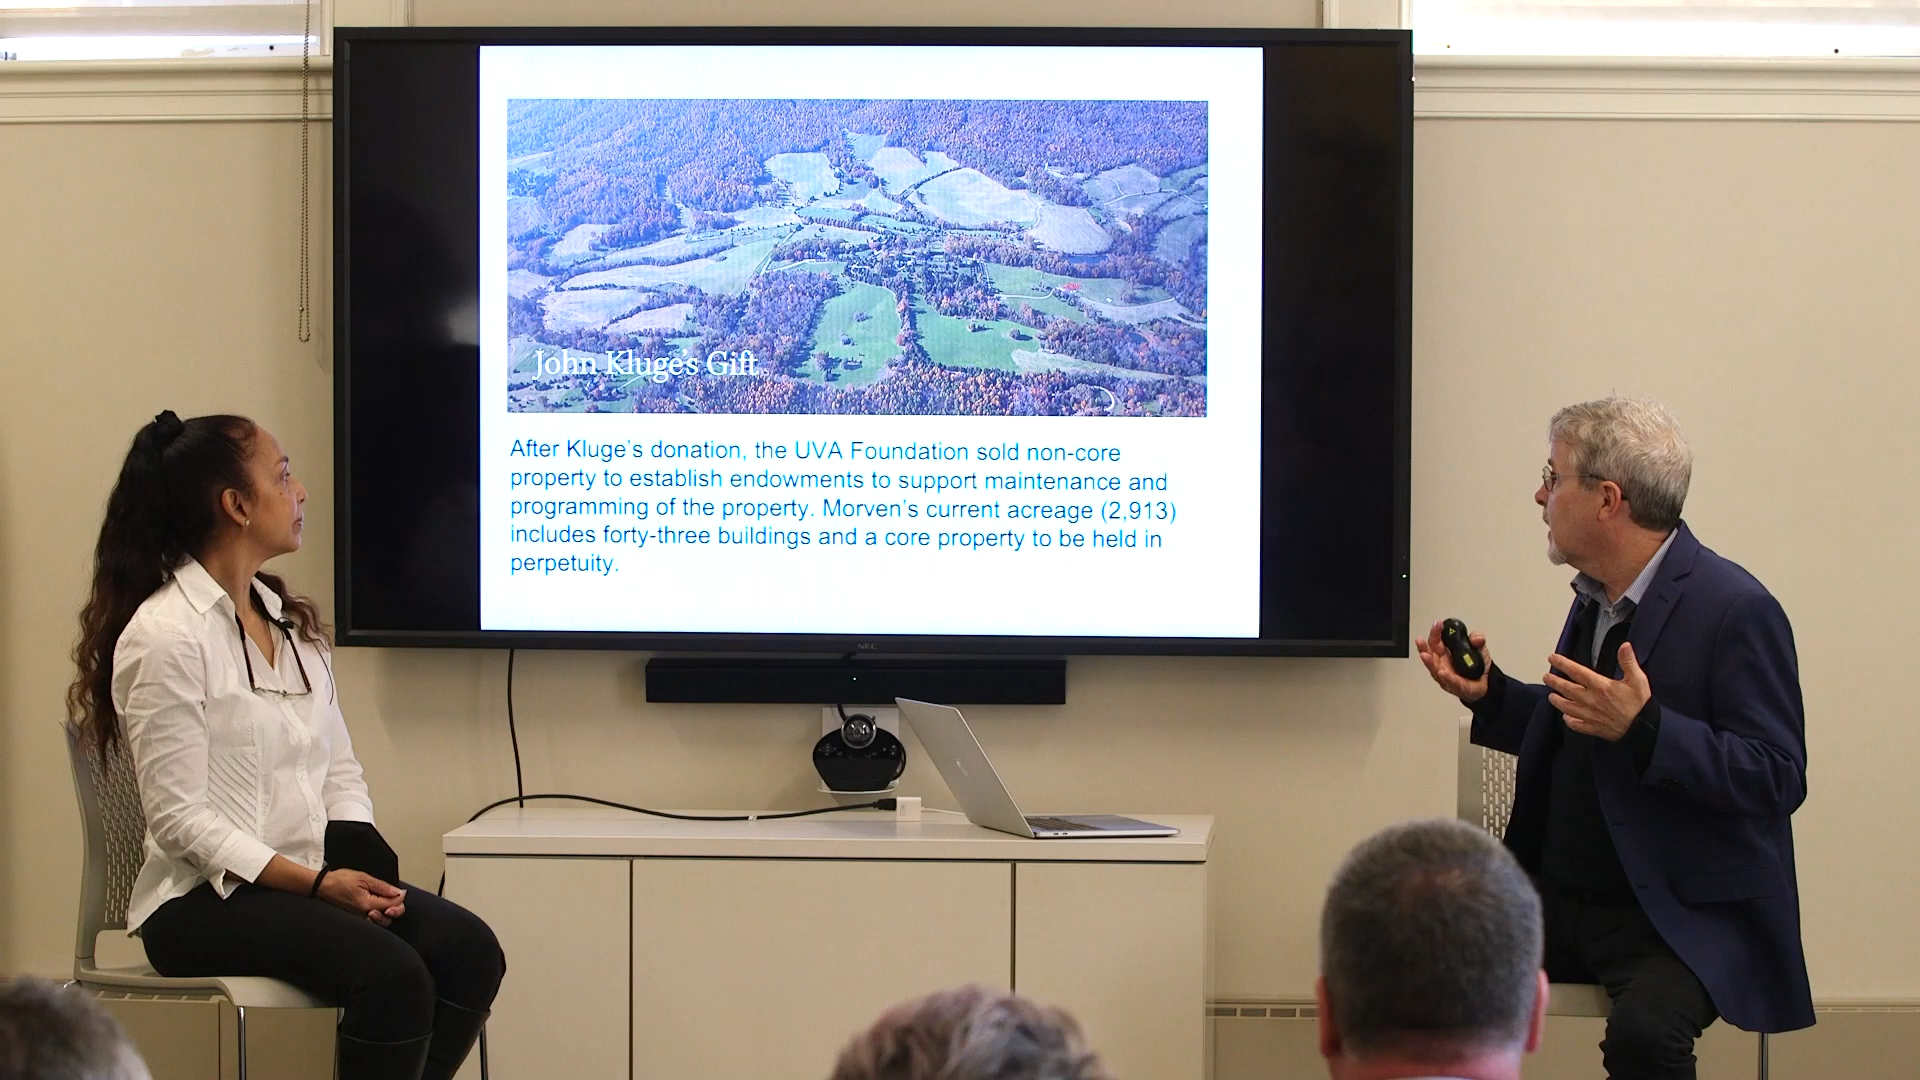 John Kluge's Gift
After Kluge's donation, the UVA Foundation sold non-core
property to establish endowments to support maintenance and
programming of the property. Morven's current acreage (2,913)
includes forty-three buildings and a core property to be held in
perpetuity.
NEC